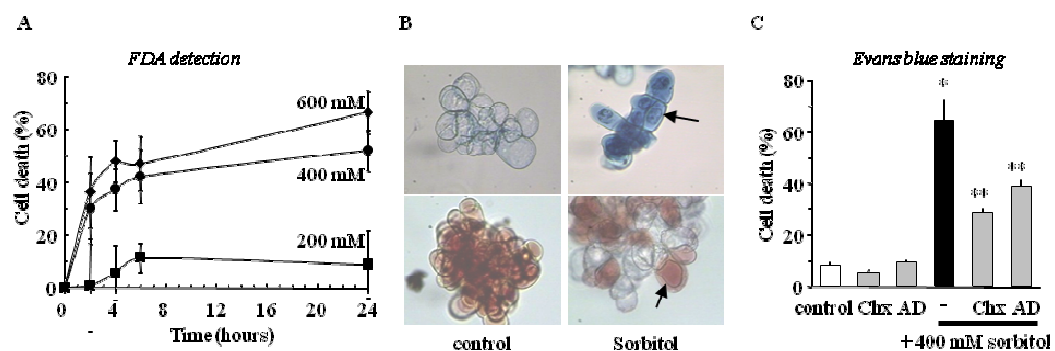 A
FDA detection
Cell death (%)
80
60
40
20
0
600 mM
400 mM
200 mM
0 4 8 12 16 20 24
Time (hours)
-
B
control Sorbitol
C
Evans blue staining
Cell death (%)
80
60
40
20
0
*
**
**
control Chx AD - Chx AD
+400 mM sorbitol